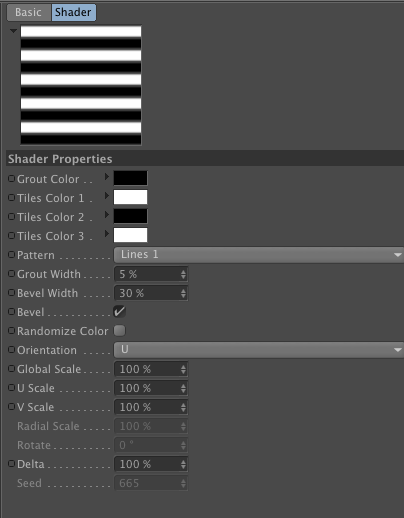 Basic Shader
Shader Properties
Grout Color . .
Tiles Color 1 .
Tiles Color 2 .
Tiles Color 3 .
Pattern . . . . . . . . . Lines 1
Grout Width . . . . 5 %
Bevel Width . . . . 30 %
Bevel . . . . . . . . . . .
Randomize Color
Orientation . . . . . U
Global Scale . . . . . 100 %
U Scale . . . . . . . . . 100 %
V Scale . . . . . . . . . 100 %
Radial Scale . . . . . 100 %
Rotate . . . . . . . . . . 0 °
Delta . . . . . . . . . . . 100 %
Seed . . . . . . . . . . . 665